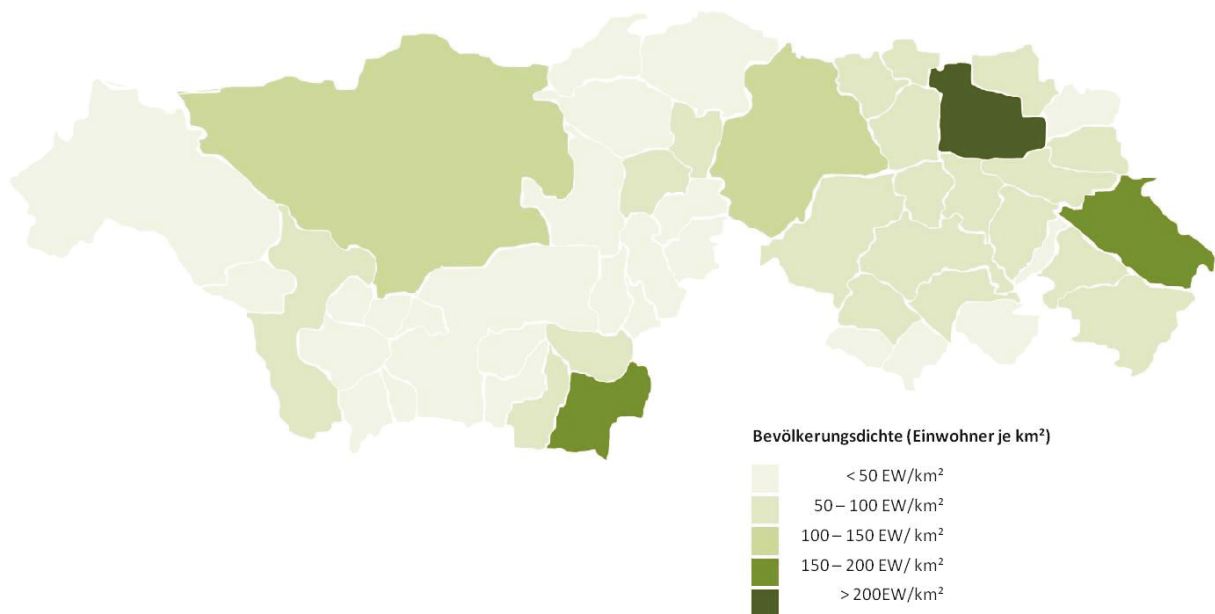 Bevölkerungsdichte (Einwohner je km²)
< 50 EW/km²
50 – 100 EW/km²
100 – 150 EW/ km²
150 – 200 EW/ km²
> 200EW/km²